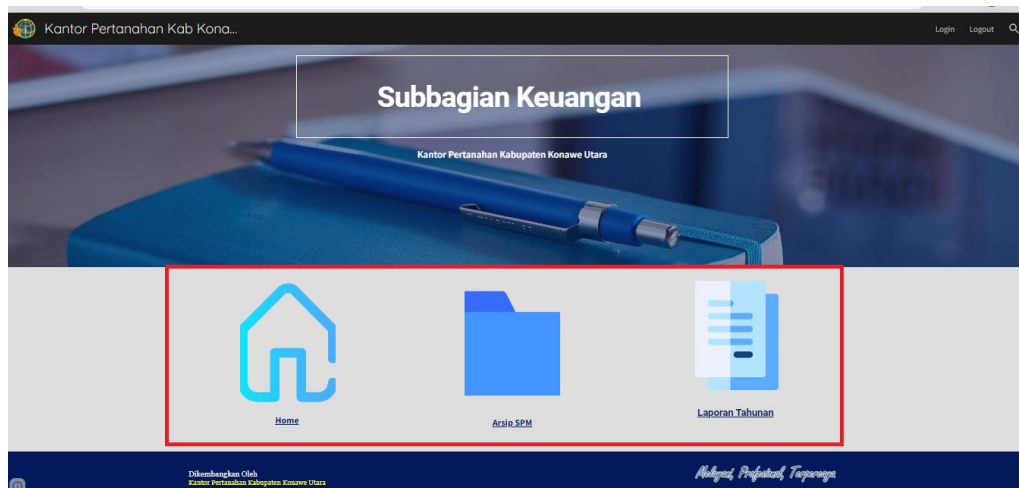 Kantor Pertanahan Kab Kona...
Login Logout
Subbagian Keuangan
Kantor Pertanahan Kabupaten Konawe Utara
Home
Arsip SPM
Laporan Tahunan
Dikembangkan Oleh
Kantor Pertanahan Kabupaten Konawe Utara
Melayani, Profesional, Terpercaya